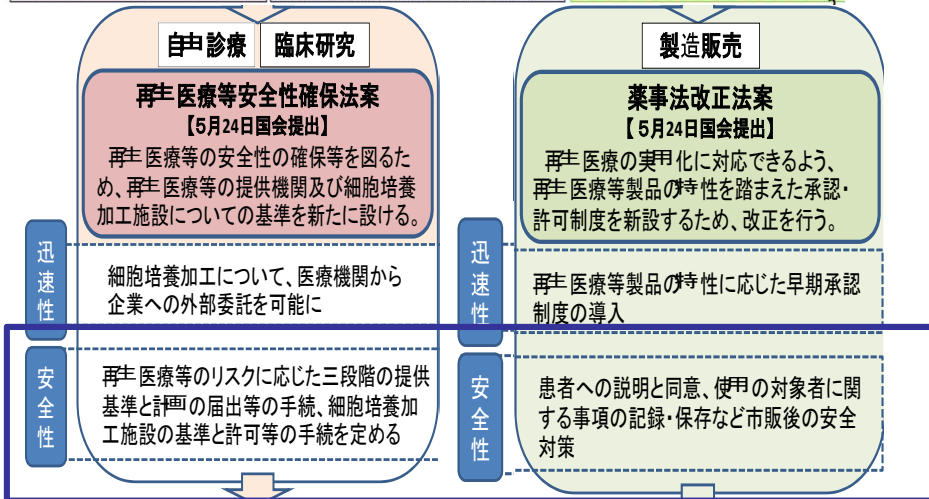 自由診療
臨床研究
再生医療等安全性確保法案
【5月24日国会提出】
再生医療等の安全性の確保等を図るた
め、再生医療等の提供機関及び細胞培養
加工施設についての基準を新たに設ける。
迅速性
細胞培養加工について、医療機関から
企業への外部委託を可能に
安全性
再生医療等のリスクに応じた三段階の提供
基準と計画の届出等の手続、細胞培養加
工施設の基準と許可等の手続を定める
製造販売
薬事法改正法案
【5月24日国会提出】
再生医療の実用化に対応できるよう、
再生医療等製品の特性を踏まえた承認・
許可制度を新設するため、改正を行う。
迅速性
再生医療等製品の特性に応じた早期承認
制度の導入
安全性
患者への説明と同意、使用の対象者に関
する事項の記録・保存など市販後の安全
対策